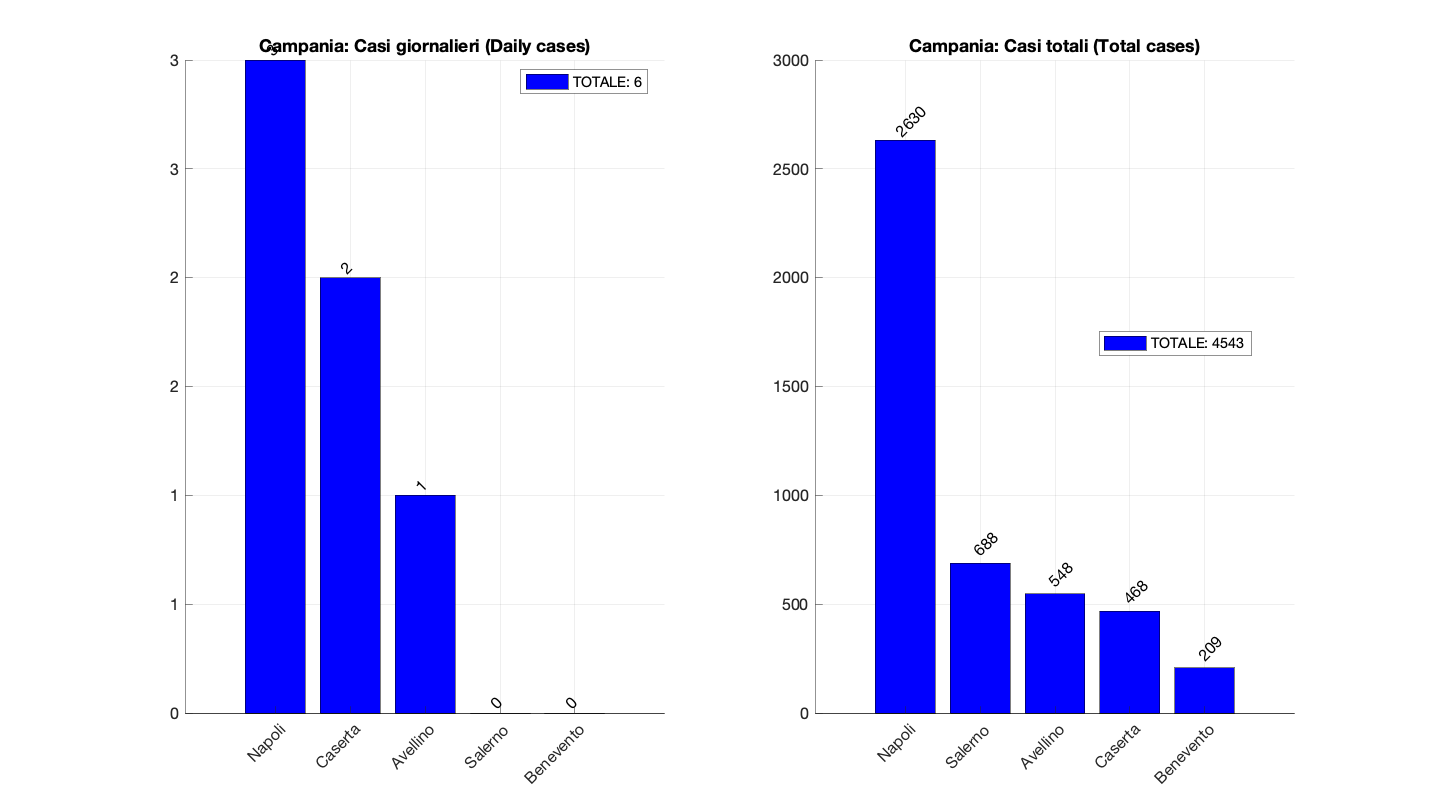 Campania: Casi giornalieri (Daily cases)
3
TOTALE: 6
3
3
2
2
1
1
0
2
1
0
0
Napoli
Caserta
Avellino
Salerno
Benevento
Campania: Casi totali (Total cases)
3000
2500
2000
1500
1000
500
0
2630
TOTALE: 4543
688
548
468
209
Napoli
Salerno
Avellino
Caserta
Benevento